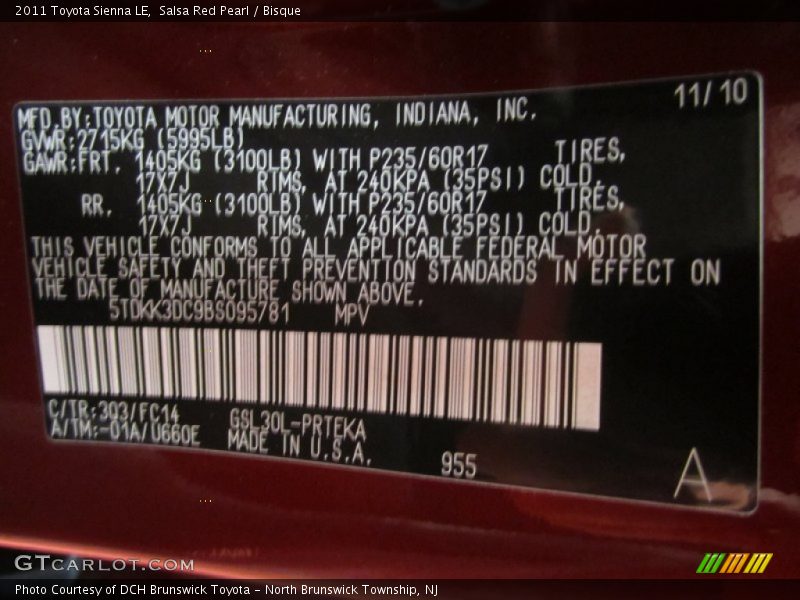 2011 Toyota Sienna LE,  Salsa Red Pearl / Bisque
11/10
MFD.BY:TOYOTA MOTOR MANUFACTURING, INDIANA, INC.
GVWR:2715KG (5995LB)
GAWR:FRT. 1405KG (3100LB) WITH P235/60R17 TIRES,
17X7J RIMS, AT 240KPA (35PSI) COLD.
RR. 1405KG (3100LB) WITH P235/60R17 TIRES,
17X7J RIMS, AT 240KPA (35PSI) COLD.
THIS VEHICLE CONFORMS TO ALL APPLICABLE FEDERAL MOTOR
VEHICLE SAFETY AND THEFT PREVENTION STANDARDS IN EFFECT ON
THE DATE OF MANUFACTURE SHOWN ABOVE.
5TDKK3DC9BS095781 MPV
C/TR:3Q3/FC14 GSL30L-PRTEKA
A/TM:-01A/U660E MADE IN U.S.A.
955
A
GTCARLOT.COM
Photo Courtesy of DCH Brunswick Toyota - North Brunswick Township, NJ